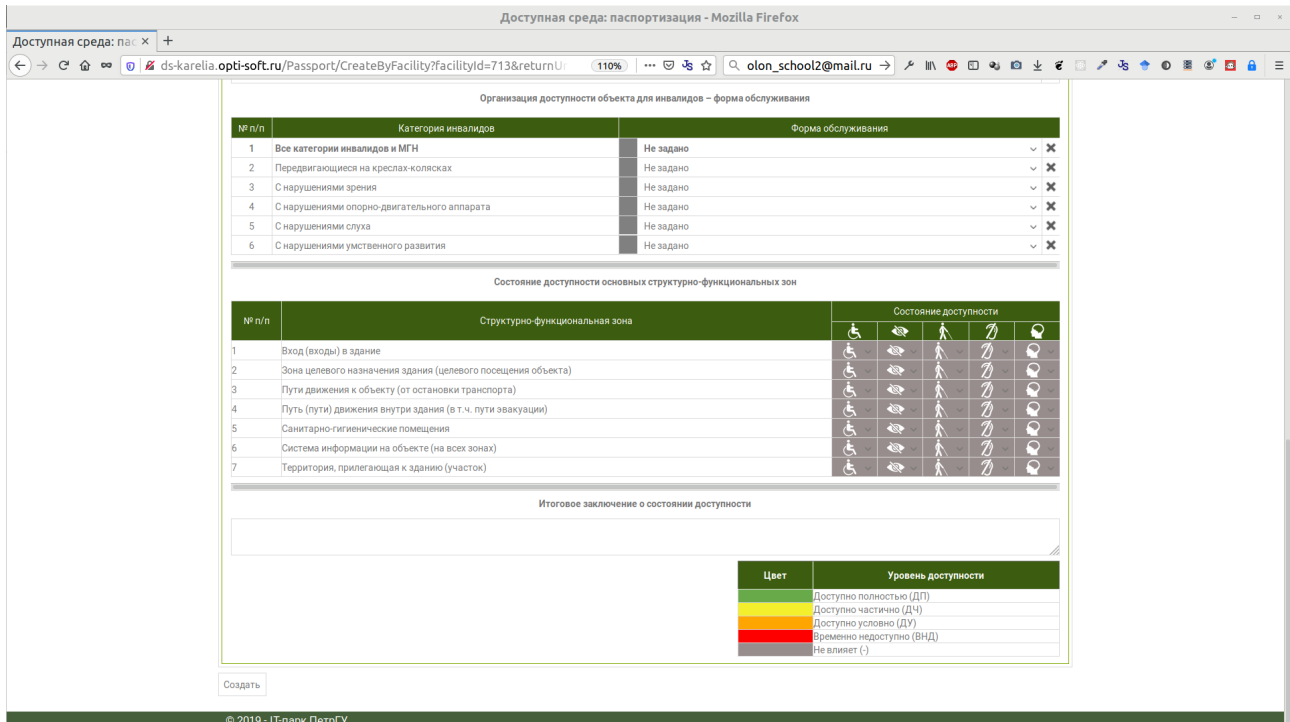 Доступная среда: паспортизация - Mozilla Firefox
Доступная среда: пас
ds-karelia.opti-soft.ru/Passport/CreateByFacility?facilityId=713&returnUr
110%
olon_school2@mail.ru
Организация доступности объекта для инвалидов – форма обслуживания
№ п/п Категория инвалидов Форма обслуживания
1 Все категории инвалидов и МГН Не задано
2 Передвигающиеся на креслах-колясках Не задано
3 С нарушениями зрения Не задано
4 С нарушениями опорно-двигательного аппарата Не задано
5 С нарушениями слуха Не задано
6 С нарушениями умственного развития Не задано
Состояние доступности основных структурно-функциональных зон
№ п/п Структурно-функциональная зона Состояние доступности
1 Вход (входы) в здание
2 Зона целевого назначения здания (целевого посещения объекта)
3 Пути движения к объекту (от остановки транспорта)
4 Путь (пути) движения внутри здания (в т.ч. пути эвакуации)
5 Санитарно-гигиенические помещения
6 Система информации на объекте (на всех зонах)
7 Территория, прилегающая к зданию (участок)
Итоговое заключение о состоянии доступности
Цвет Уровень доступности
Доступно полностью (ДП)
Доступно частично (ДЧ)
Доступно условно (ДУ)
Временно недоступно (ВНД)
Не влияет (-)
Создать
© 2019 - IT-парк ПетрГУ